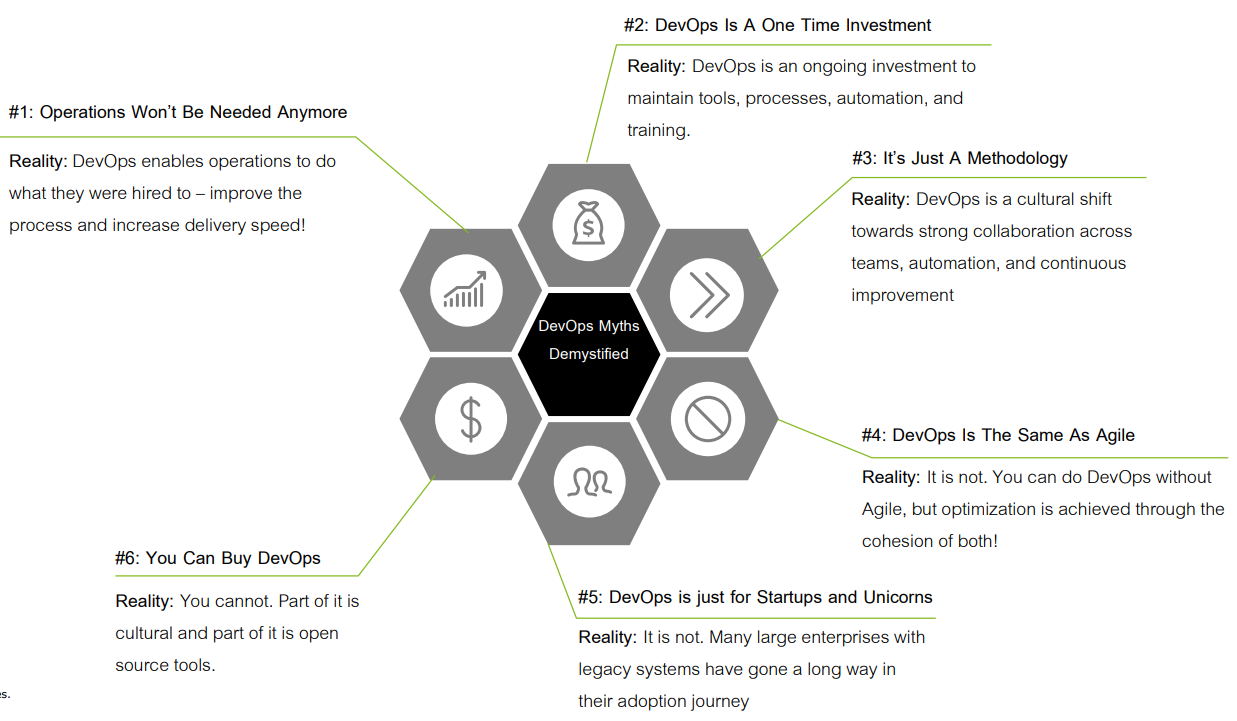 #1: Operations Won’t Be Needed Anymore
Reality: DevOps enables operations to do
what they were hired to – improve the
process and increase delivery speed!
#2: DevOps Is A One Time Investment
Reality: DevOps is an ongoing investment to
maintain tools, processes, automation, and
training.
#3: It’s Just A Methodology
Reality: DevOps is a cultural shift
towards strong collaboration across
teams, automation, and continuous
improvement
DevOps Myths
Demystified
$
$
#4: DevOps Is The Same As Agile
Reality: It is not. You can do DevOps without
Agile, but optimization is achieved through the
cohesion of both!
#5: DevOps is just for Startups and Unicorns
Reality: It is not. Many large enterprises with
legacy systems have gone a long way in
their adoption journey
#6: You Can Buy DevOps
Reality: You cannot. Part of it is
cultural and part of it is open
source tools.